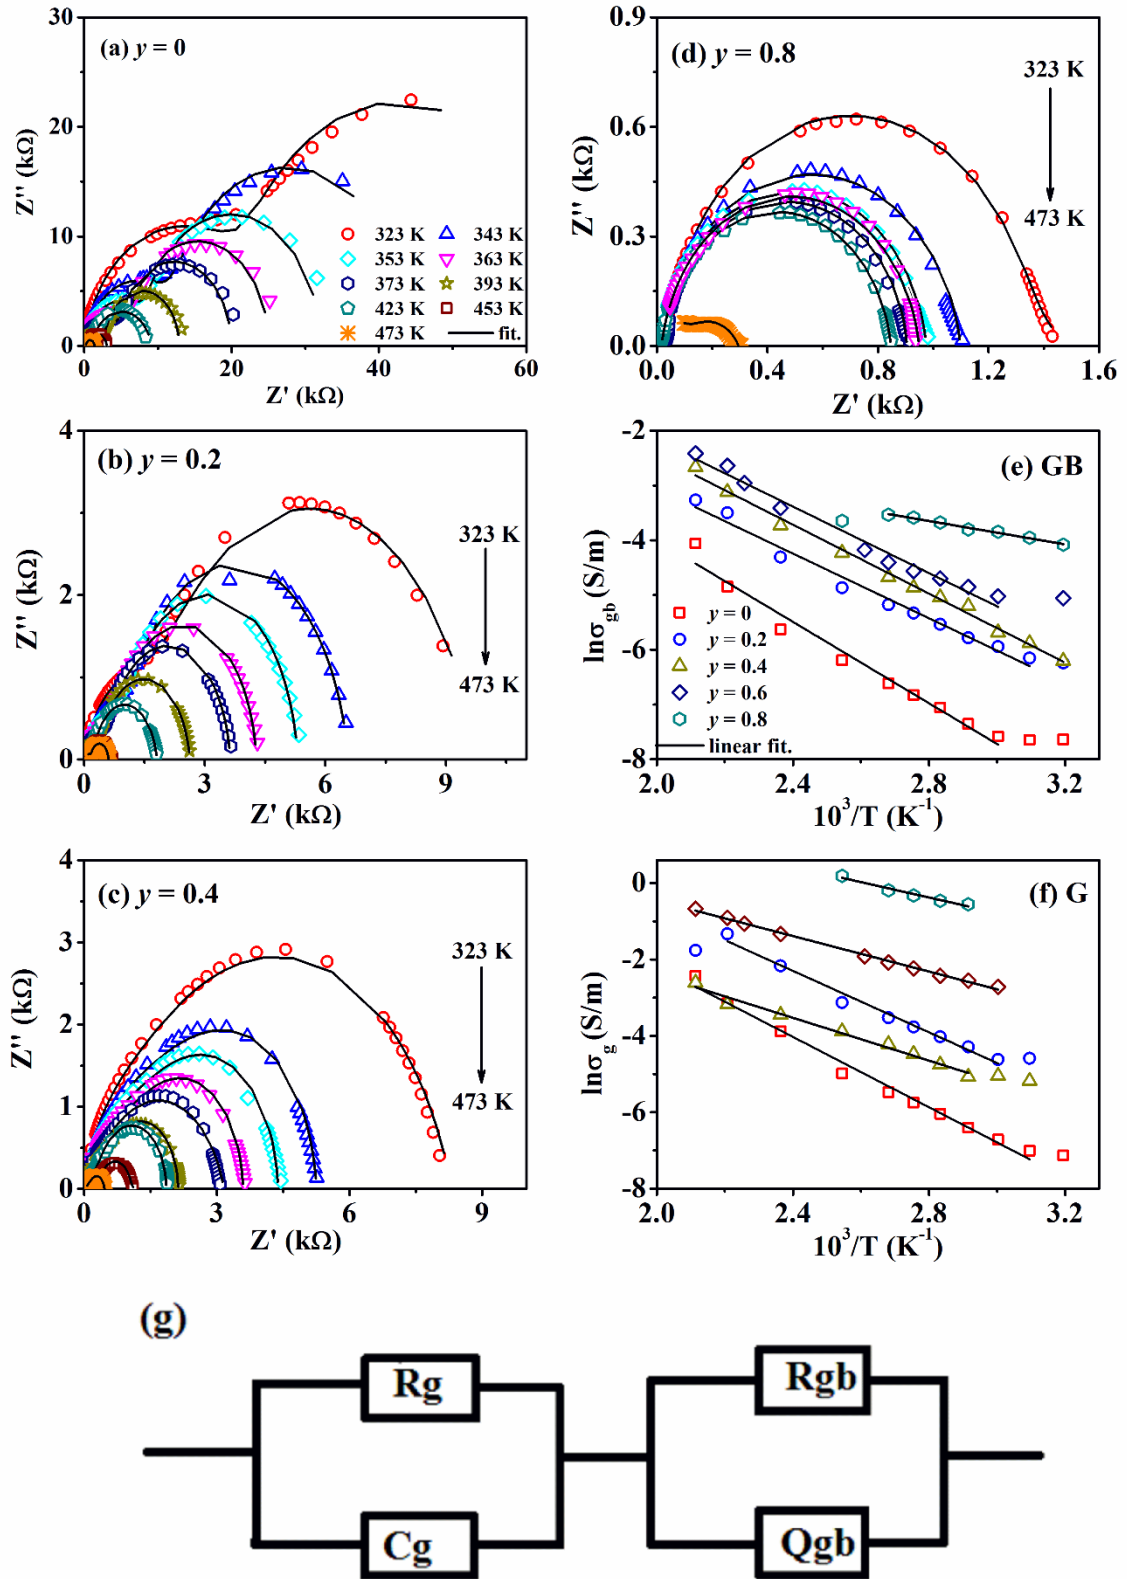 (a) y = 0
Z'' (kΩ)
30
20
10
0
323 K
343 K
353 K
363 K
373 K
393 K
423 K
453 K
473 K
fit.
0
20
40
60
Z' (kΩ)
(d) y = 0.8
Z'' (kΩ)
0.9
0.6
0.3
0.0
323 K
473 K
0.0
0.4
0.8
1.2
1.6
Z' (kΩ)
(b) y = 0.2
Z'' (kΩ)
4
2
0
323 K
473 K
0
3
6
9
Z' (kΩ)
(e) GB
lnσgb (S/m)
-2
-4
-6
-8
y = 0
y = 0.2
y = 0.4
y = 0.6
y = 0.8
linear fit.
2.0
2.4
2.8
3.2
10³/T (K⁻¹)
(c) y = 0.4
Z'' (kΩ)
4
3
2
1
0
323 K
473 K
0
3
6
9
Z' (kΩ)
(f) G
lnσg (S/m)
0
-2
-4
-6
-8
2.0
2.4
2.8
3.2
10³/T (K⁻¹)
(g)
Rg
Rgb
Cg
Qgb